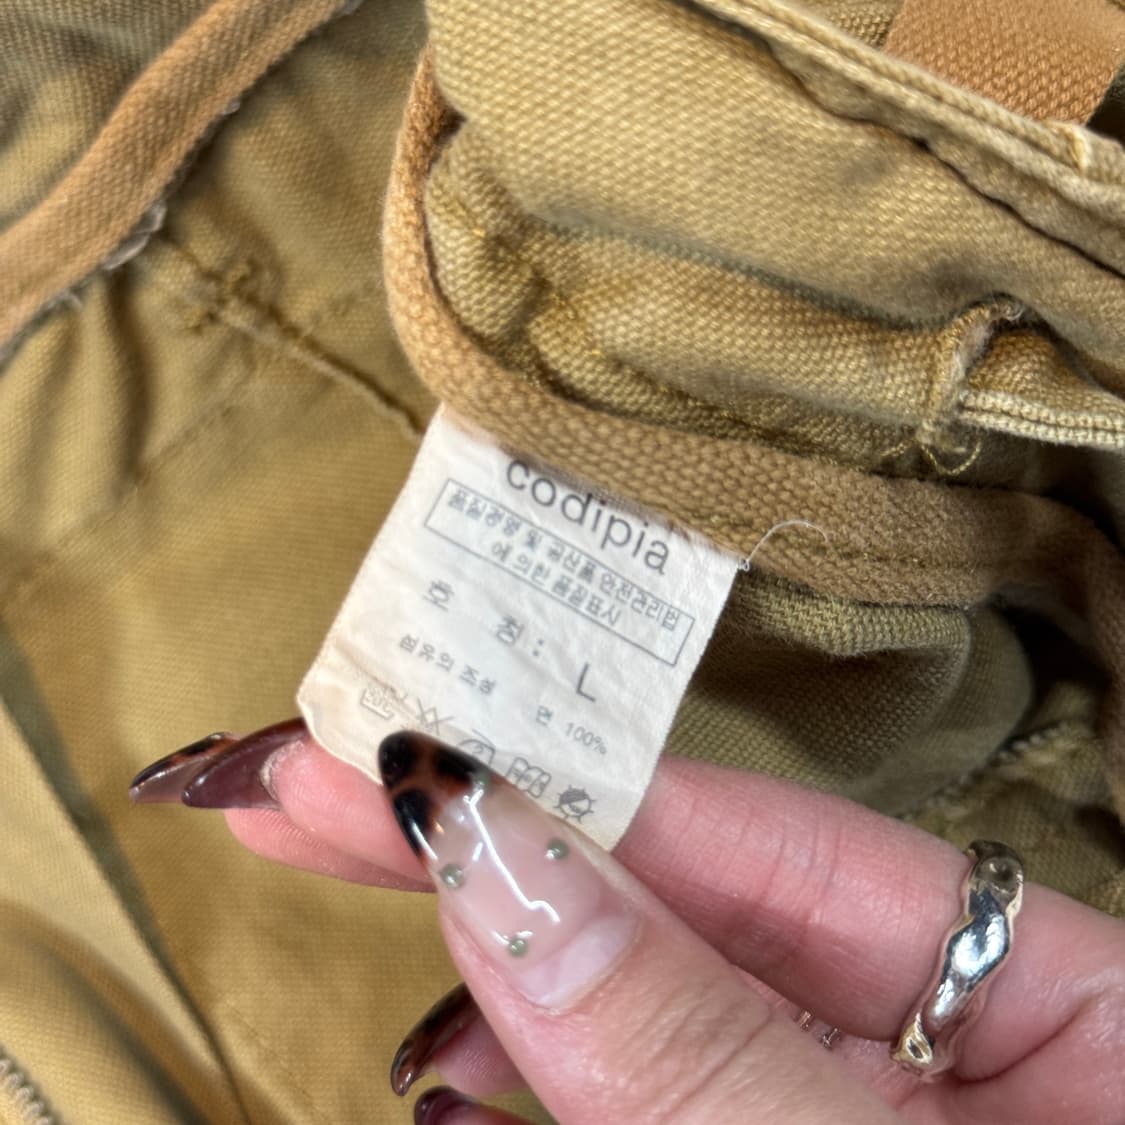 codipia
품질경영 및 공산품 안전관리법
에 의한 품질표시
호 칭 : L
섬유의 조성
면 100%